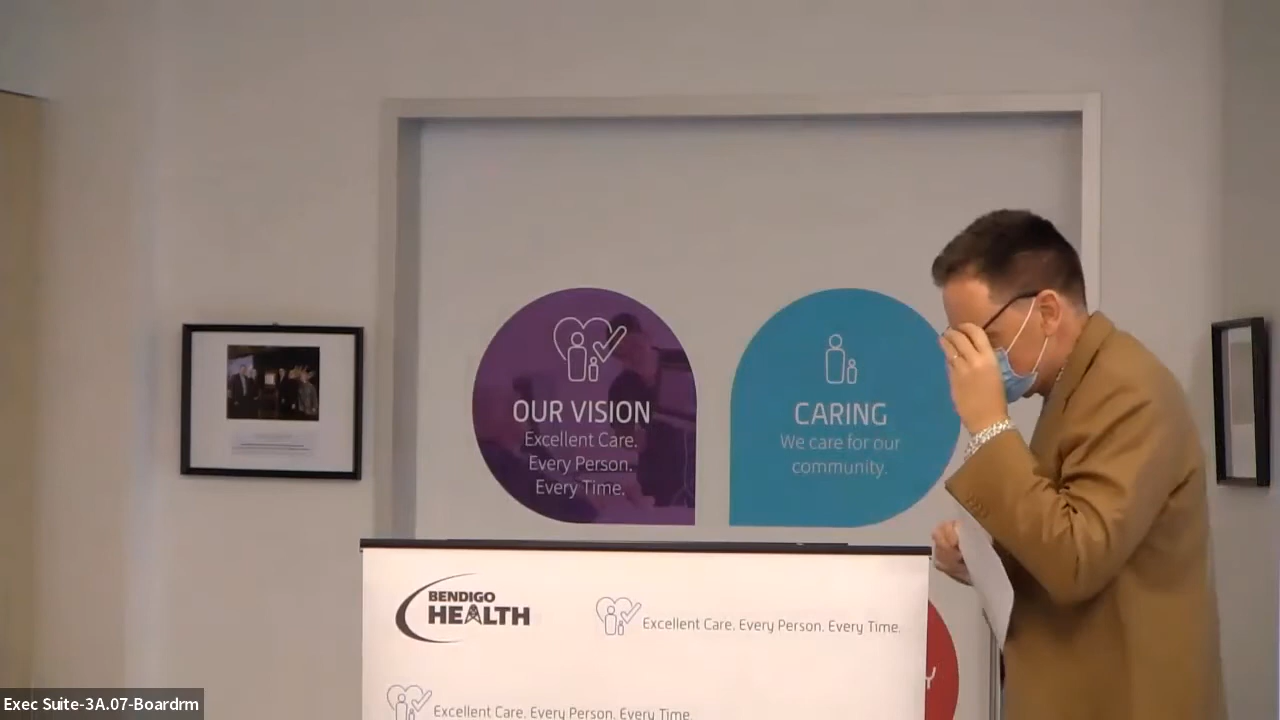 OUR VISION
Excellent Care.
Every Person.
Every Time.
CARING
We care for our
community.
BENDIGO
HEALTH
Excellent Care. Every Person. Every Time.
Excellent Care. Every Person. Every Time.
Y
Exec Suite-3A.07-Boardrm